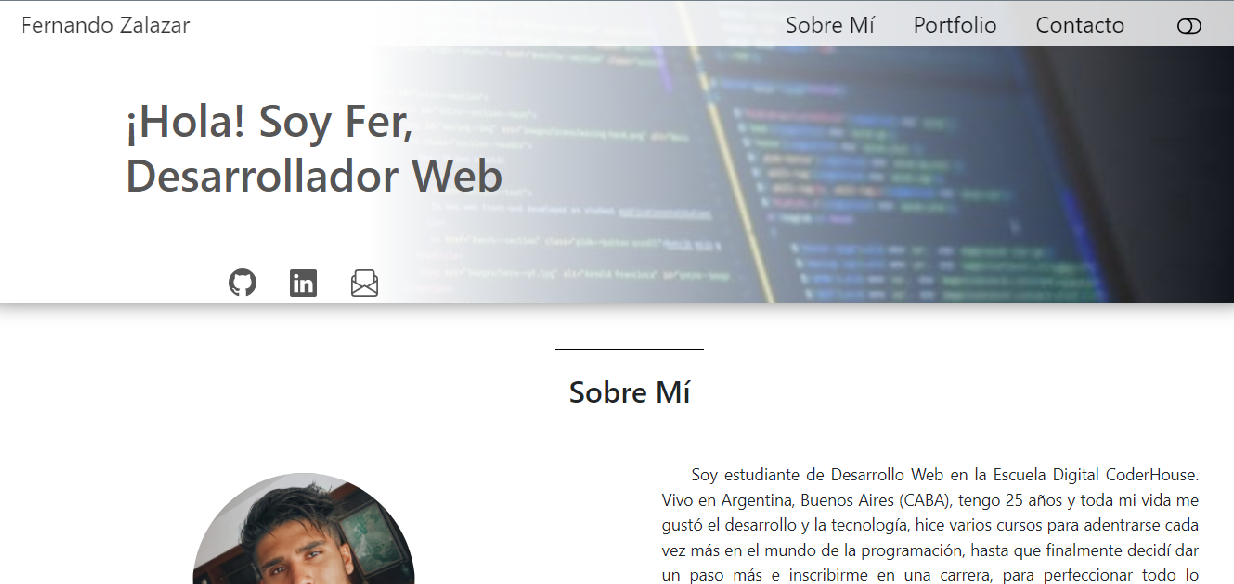 Fernando Zalazar
Sobre Mí
Portfolio
Contacto
¡Hola! Soy Fer,
Desarrollador Web
Sobre Mí
Soy estudiante de Desarrollo Web en la Escuela Digital CoderHouse.
Vivo en Argentina, Buenos Aires (CABA), tengo 25 años y toda mi vida me
gustó el desarrollo y la tecnología, hice varios cursos para adentrarse cada
vez más en el mundo de la programación, hasta que finalmente decidí dar
un paso más e inscribirme en una carrera, para perfeccionar todo lo